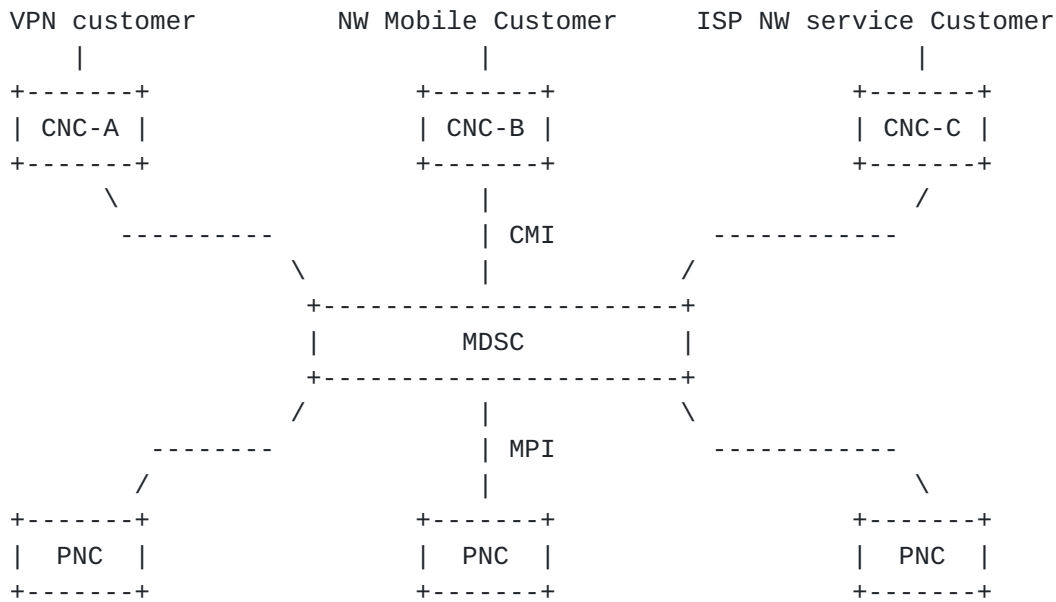 VPN customer NW Mobile Customer ISP NW service Customer
CNC-A CNC-B CNC-C
CMI
MDSC
MPI
PNC PNC PNC